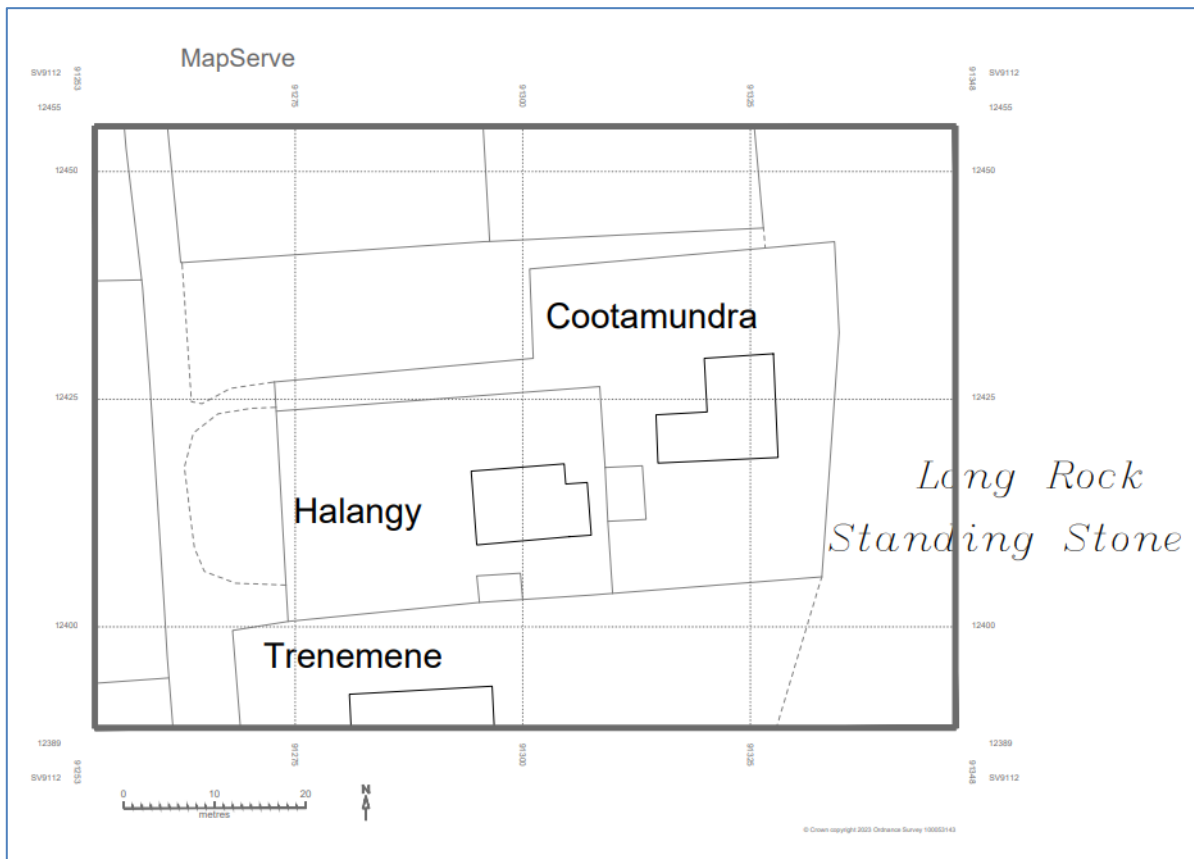 MapServe
SV9112
91253
91348
SV9112
12455
91275
91300
91325
12455
12450
12450
Cootamundra
12425
12425
Long Rock
Halangy
Standing Stone
12400
12400
Trenemene
12389
91275
91300
91325
12389
SV9112
91253
91348
SV9112
N
0 10 20
metres
© Crown copyright 2023 Ordnance Survey 100053143